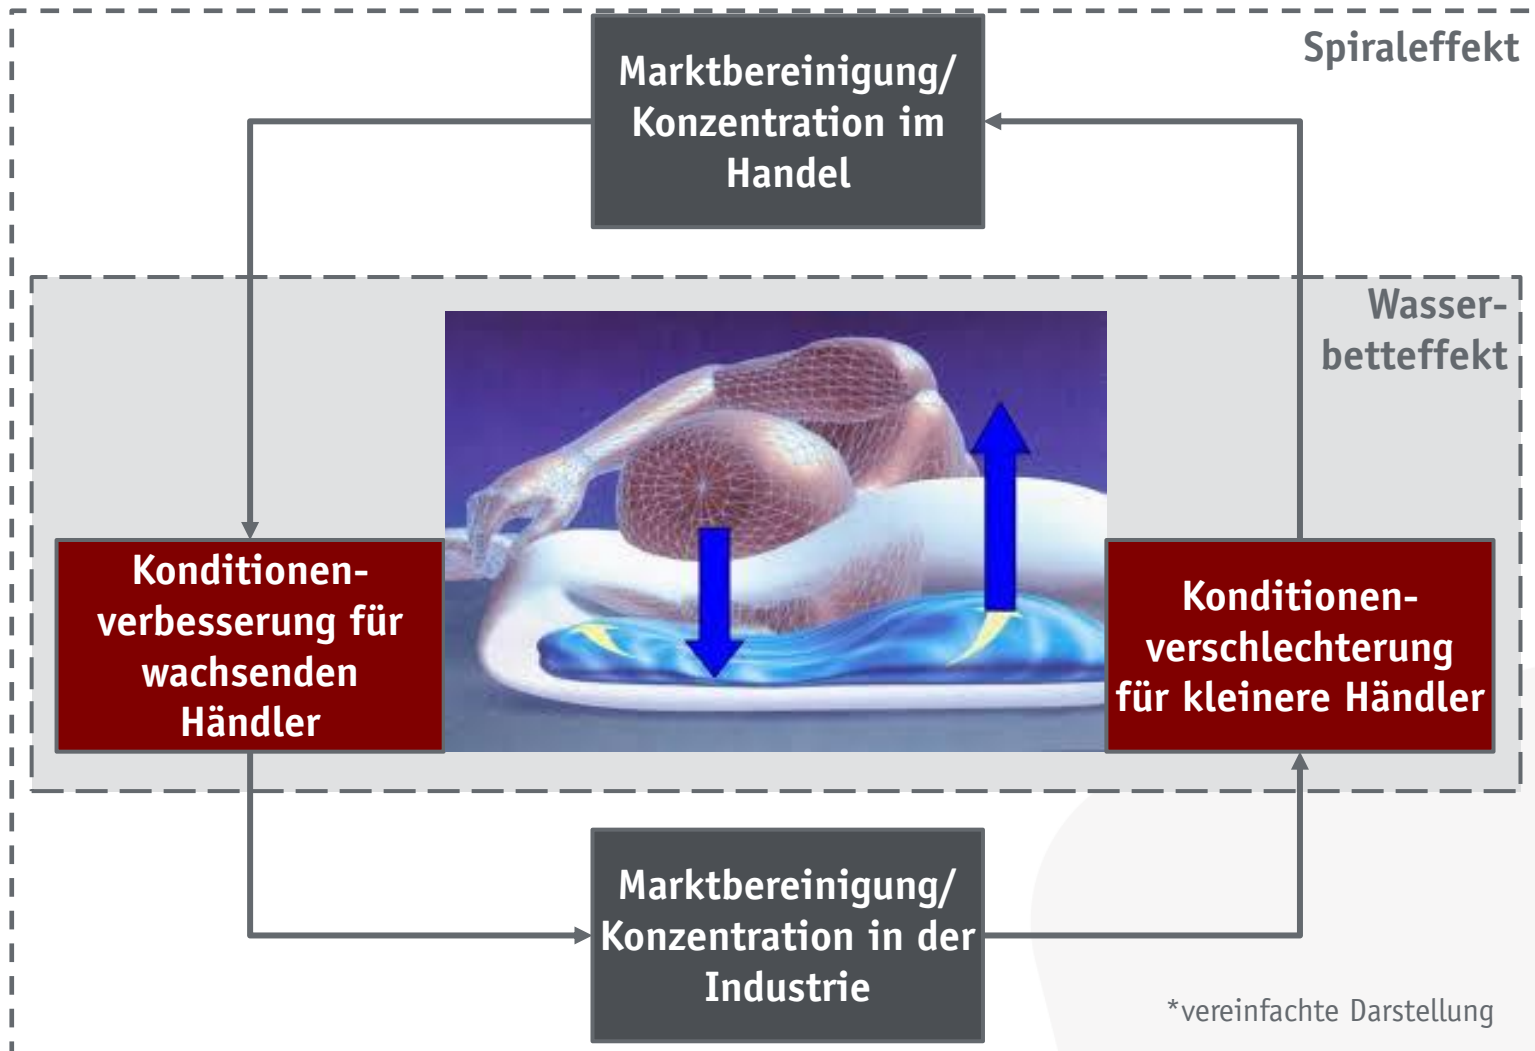 Spiraleffekt
Marktbereinigung/
Konzentration im
Handel
Wasser-
betteffekt
Konditionen-
verbesserung für
wachsenden
Händler
Konditionen-
verschlechterung
für kleinere Händler
Marktbereinigung/
Konzentration in der
Industrie
*vereinfachte Darstellung